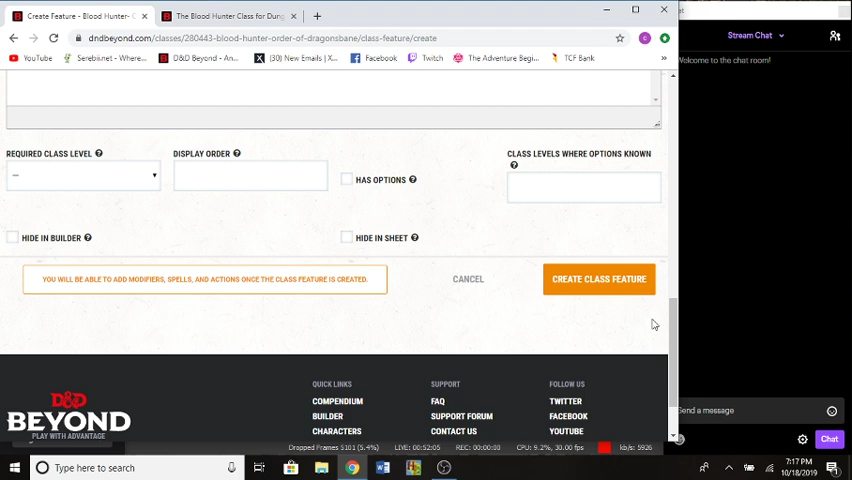 Create Feature - Blood Hunter- O
The Blood Hunter Class for Dung
dndbeyond.com/classes/280443-blood-hunter-order-of-dragonsbane/class-feature/create
YouTube
Serebii.net - Where...
D&D Beyond - An...
(30) New Emails | X...
Facebook
Twitch
The Adventure Begi...
TCF Bank
Stream Chat
Welcome to the chat room!
REQUIRED CLASS LEVEL
DISPLAY ORDER
HAS OPTIONS
CLASS LEVELS WHERE OPTIONS KNOWN
--
HIDE IN BUILDER
HIDE IN SHEET
YOU WILL BE ABLE TO ADD MODIFIERS, SPELLS, AND ACTIONS ONCE THE CLASS FEATURE IS CREATED.
CANCEL
CREATE CLASS FEATURE
QUICK LINKS
COMPENDIUM
BUILDER
CHARACTERS
SUPPORT
FAQ
SUPPORT FORUM
CONTACT US
FOLLOW US
TWITTER
FACEBOOK
YOUTUBE
D&D
BEYOND
PLAY WITH ADVANTAGE
Send a message
Chat
Dropped Frames 5101 (5.4%)
LIVE: 00:52:05
REC: 00:00:00
CPU: 9.2%, 30.00 fps
kb/s: 5926
Type here to search
7:17 PM
10/18/2019